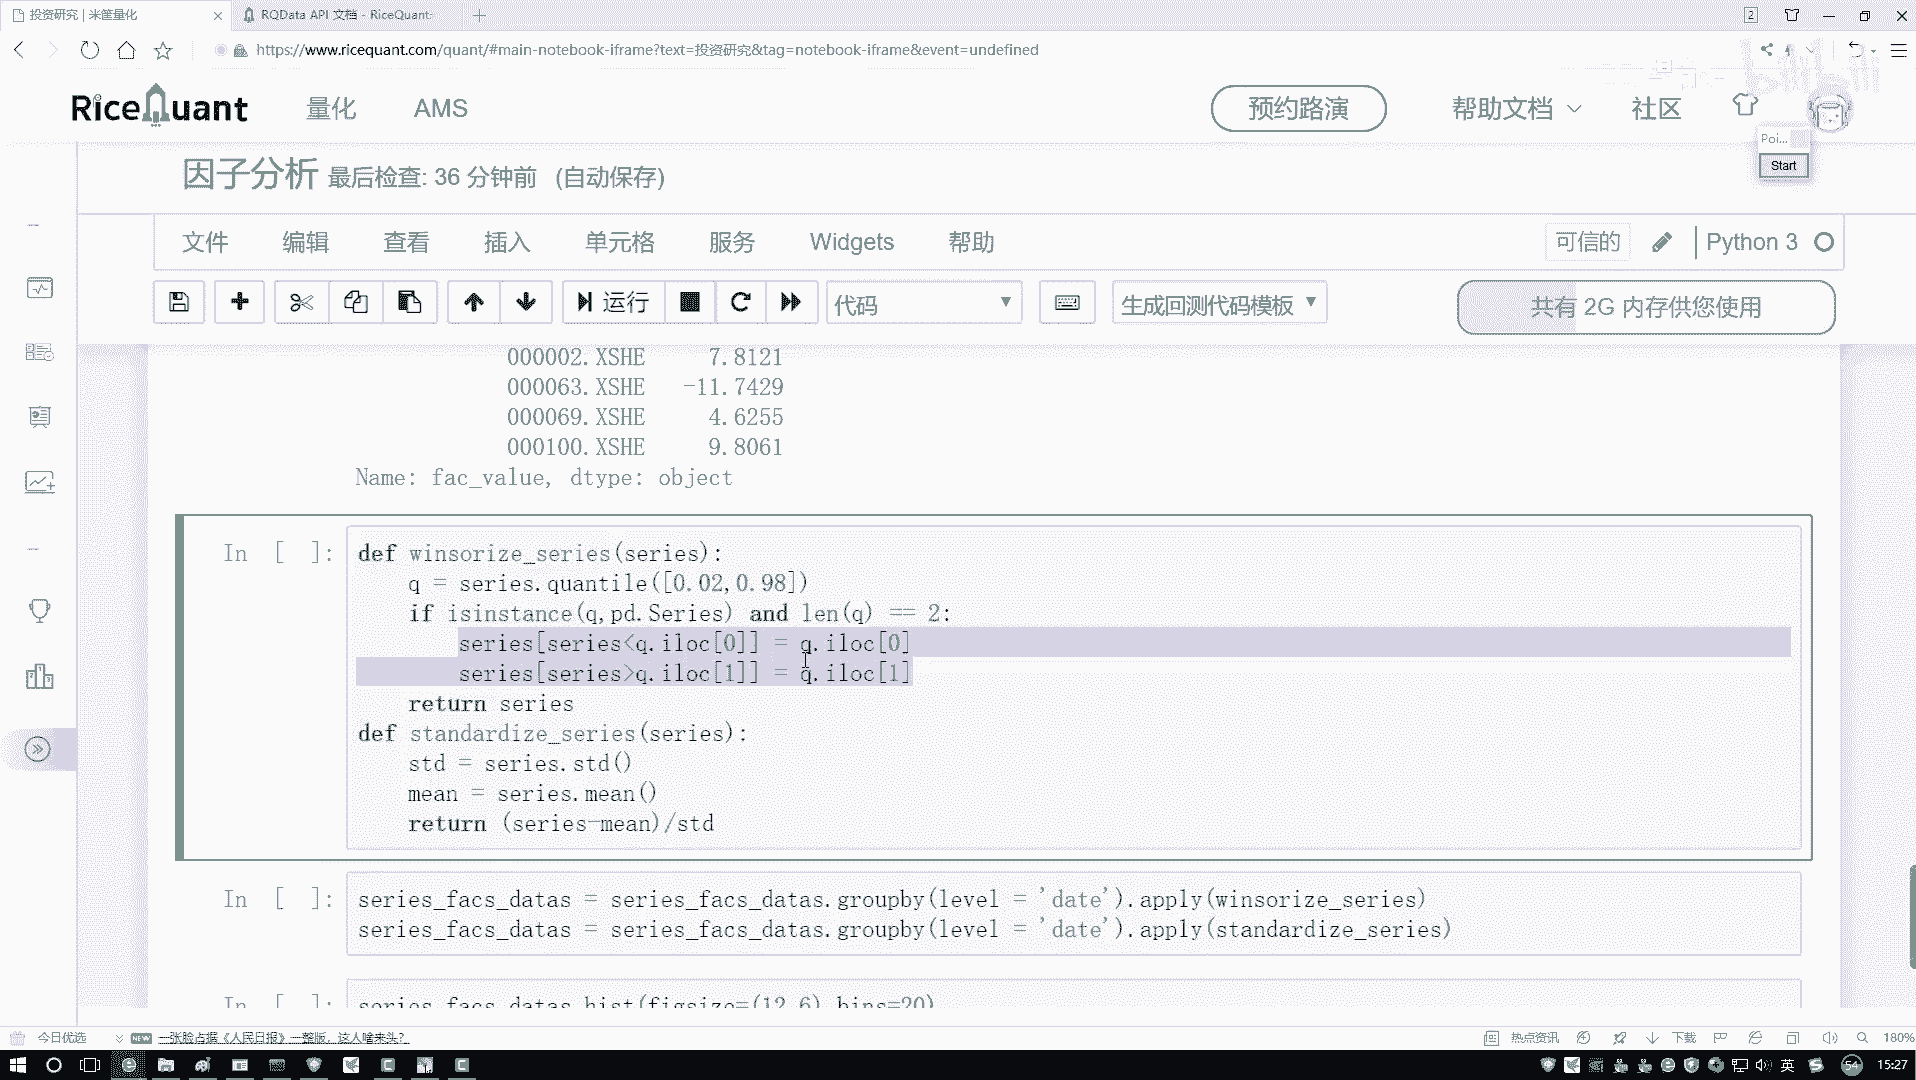 投资研究 | 米筐量化
RQData API 文档 - RiceQuant
2
https://www.ricequant.com/quant/#main-notebook-iframe?text=投资研究&tag=notebook-iframe&event=undefined
RiceQuant
量化
AMS
预约路演
帮助文档
社区
Poi...
Start
因子分析 最后检查: 36 分钟前 (自动保存)
文件 编辑 查看 插入 单元格 服务 Widgets 帮助
可信的
Python 3
运行
代码
生成回测代码模板
共有 2G 内存供您使用
000002.XSHE 7.8121
000063.XSHE -11.7429
000069.XSHE 4.6255
000100.XSHE 9.8061
Name: fac_value, dtype: object
In [ ]:
def winsorize_series(series):
q = series.quantile([0.02,0.98])
if isinstance(q,pd.Series) and len(q) == 2:
series[series<q.iloc[0]] = q.iloc[0]
series[series>q.iloc[1]] = q.iloc[1]
return series
def standardize_series(series):
std = series.std()
mean = series.mean()
return (series-mean)/std
In [ ]:
series_facs_datas = series_facs_datas.groupby(level = 'date').apply(winsorize_series)
series_facs_datas = series_facs_datas.groupby(level = 'date').apply(standardize_series)
In [ ]:
series_facs_datas.hist(figsize=(12,6),bins=20)
今日优选
NEW
一张脸占据《人民日报》一整版，这人啥来头？
热点资讯
下载
180%
英
54
15:27